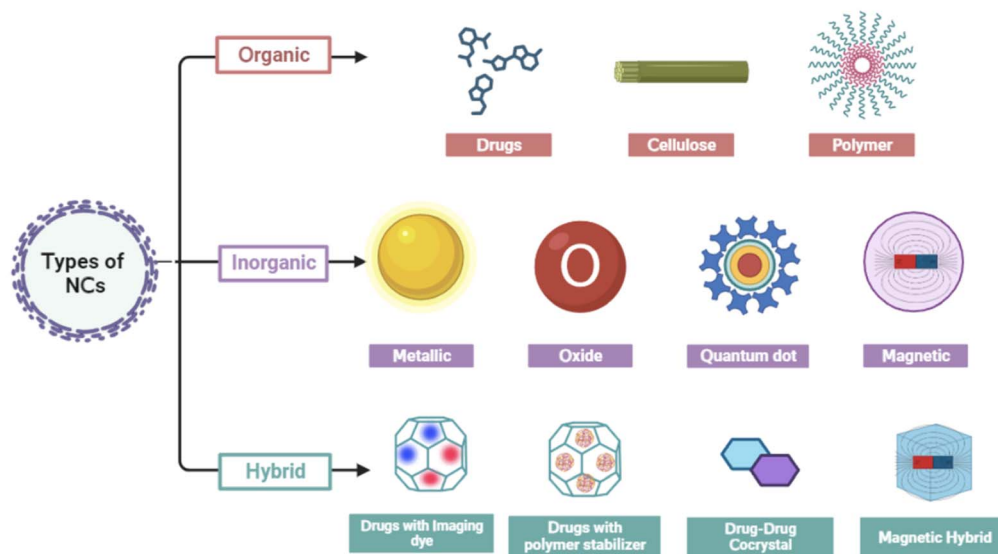 Organic
Drugs
Cellulose
Polymer
Types of
NCs
Inorganic
O
Metallic
Oxide
Quantum dot
Magnetic
Hybrid
Drugs with Imaging
dye
Drugs with
polymer stabilizer
Drug-Drug
Cocrystal
Magnetic Hybrid